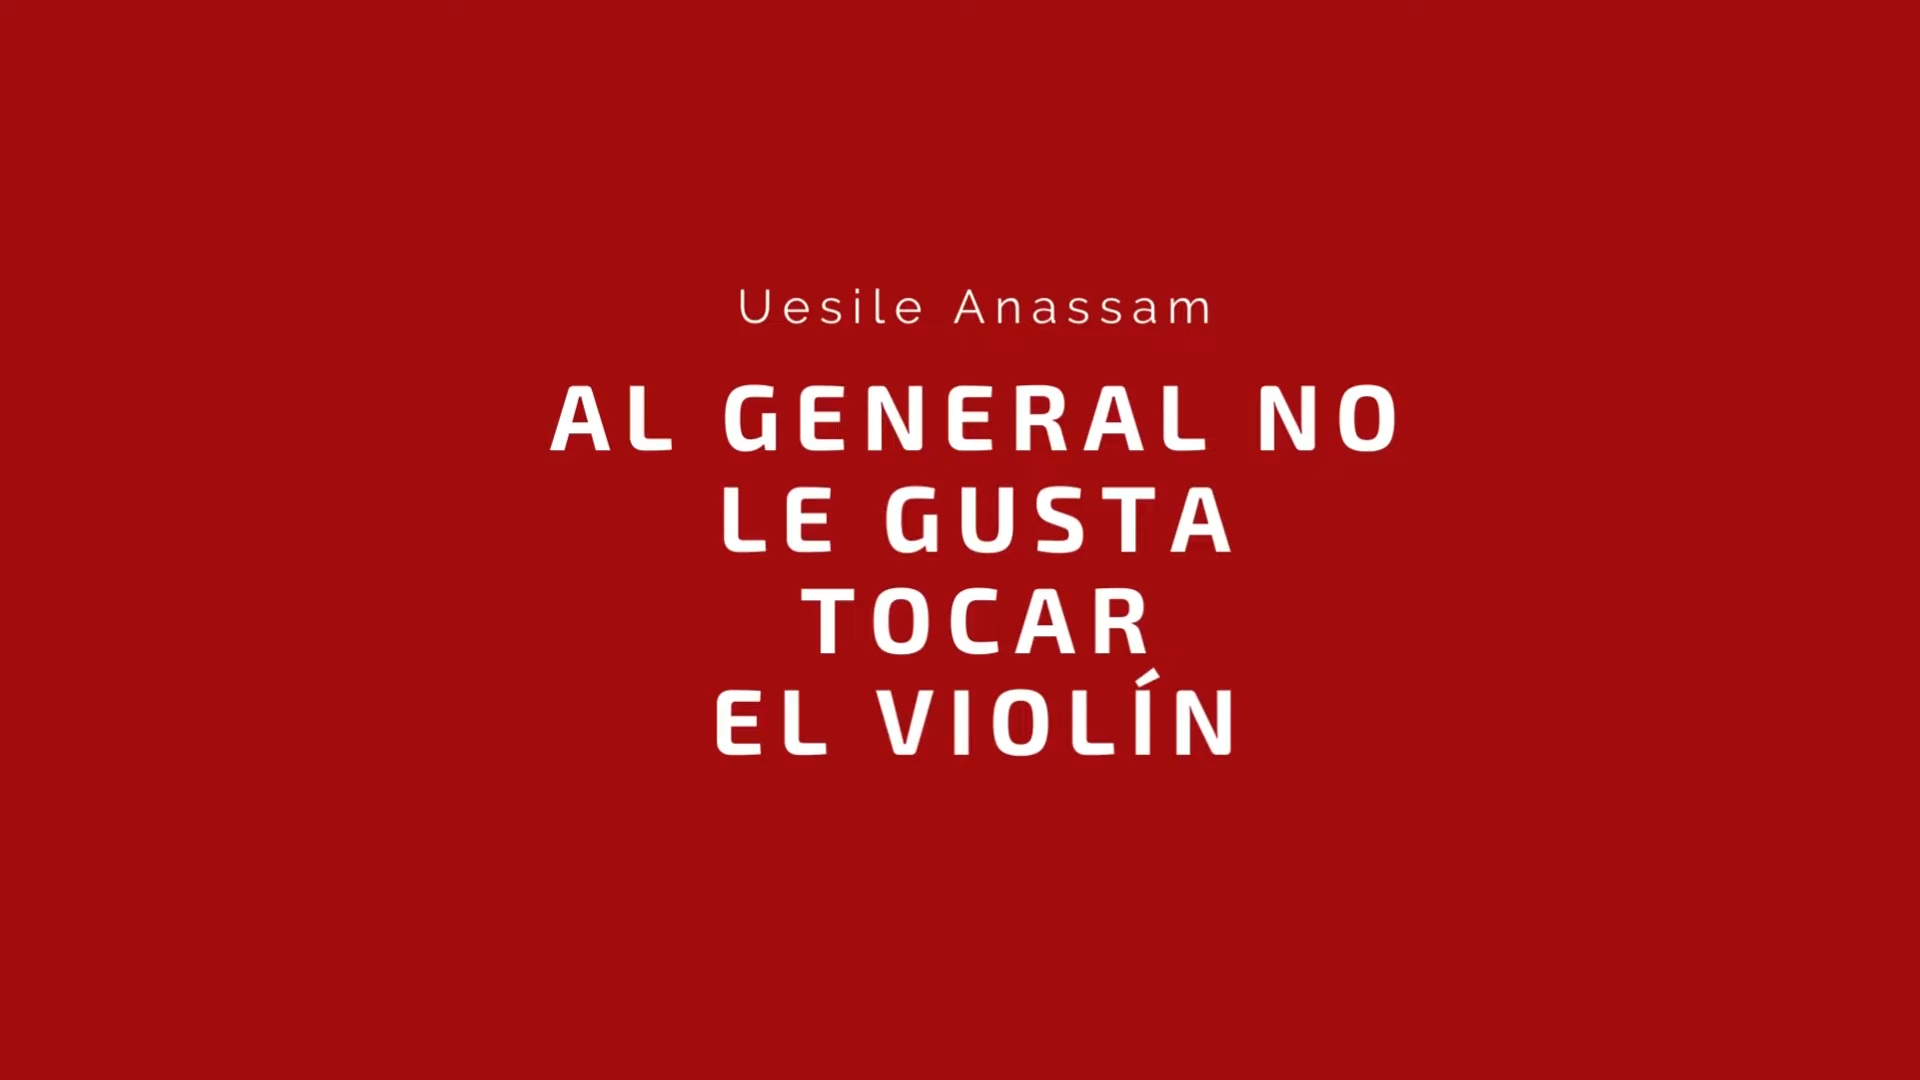 Uesile Anassam
AL GENERAL NO
LE GUSTA
TOCAR
EL VIOLÍN